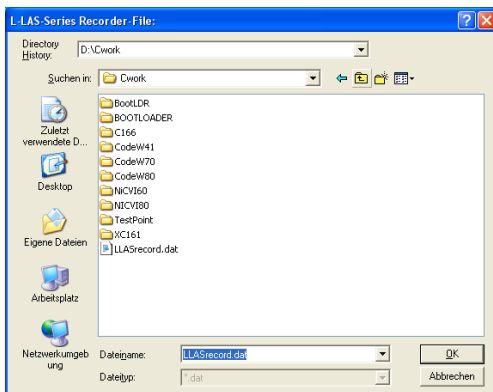 L-LAS-Series Recorder-File:
Directory
History:
D:\Cwork
Suchen in:
Cwork
Zuletzt
verwendete D...
Desktop
Eigene Dateien
Arbeitsplatz
Netzwerkumgeb
ung
BootLDR
BOOTLOADER
C166
CodeW41
CodeW70
CodeW80
NiCVI60
NICVI80
TestPoint
XC161
LLASrecord.dat
Dateiname:
LLASrecord.dat
OK
Dateityp:
*.dat
Abbrechen